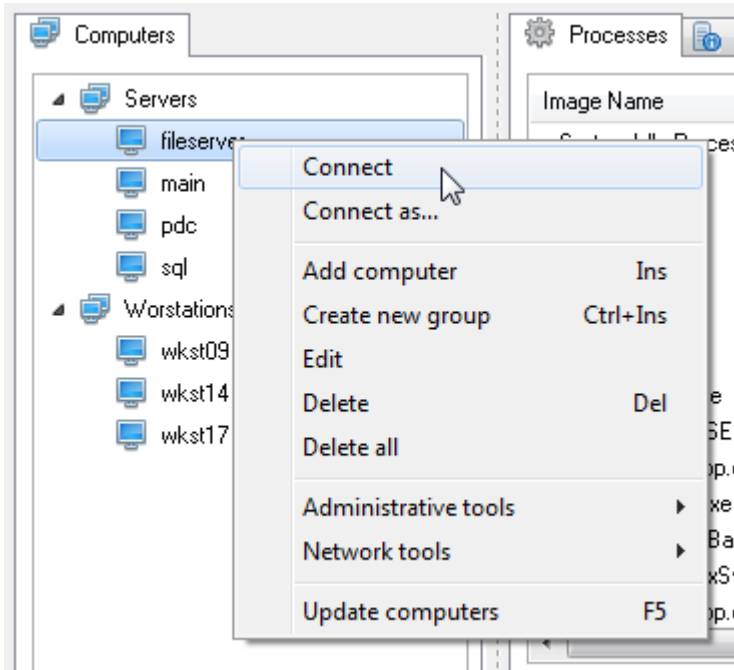 Computers
Servers
fileserver
main
pdc
sql
Worstations
wkst09
wkst14
wkst17
Connect
Connect as...
Add computer Ins
Create new group Ctrl+Ins
Edit
Delete Del
Delete all
Administrative tools
Network tools
Update computers F5
Processes
Image Name